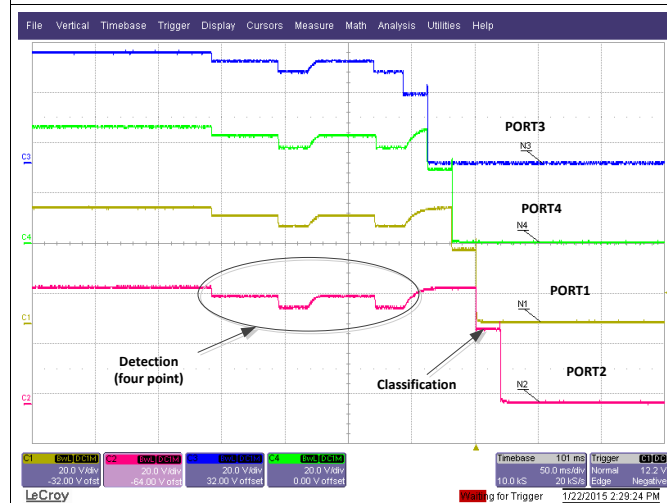 File Vertical Timebase Trigger Display Cursors Measure Math Analysis Utilities Help
PORT3
N3
C3
PORT4
N4
C4
PORT1
N1
C1
Detection
(four point)
Classification
PORT2
N2
C2
C1 BwL DC1M
20.0 V/div
-32.00 V ofst
C2 BwL DC1M
20.0 V/div
-64.00 V ofst
C3 BwL DC1M
20.0 V/div
32.00 V offset
C4 BwL DC1M
20.0 V/div
0.00 V offset
Timebase 101 ms
50.0 ms/div
10.0 kS 20 kS/s
Trigger C1 DC
Normal 12.2 V
Edge Negative
LeCroy
Waiting for Trigger
1/22/2015 2:29:24 PM